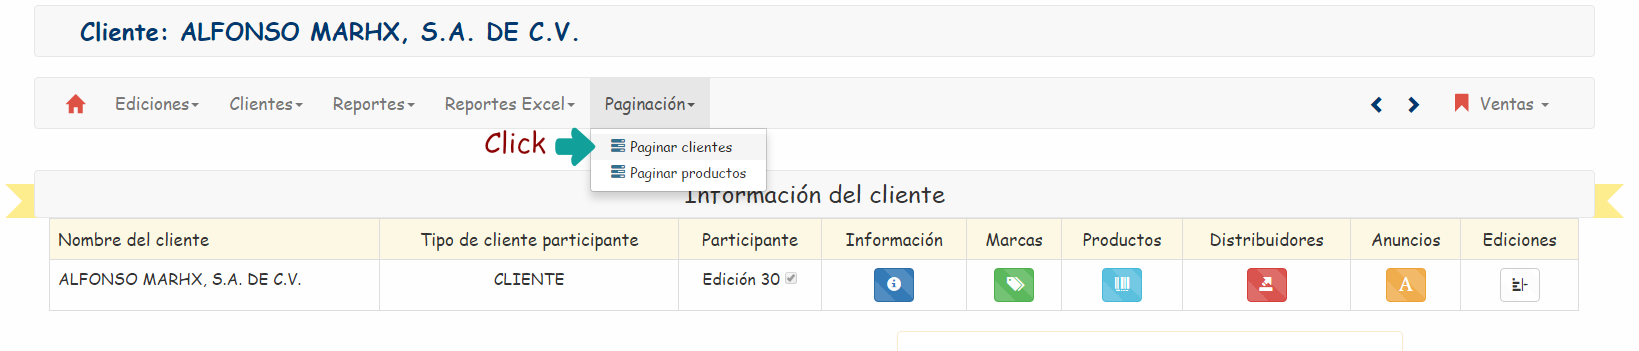 Cliente: ALFONSO MARHX, S.A. DE C.V.
Ediciones Clientes Reportes Reportes Excel Paginación Ventas
Click Paginar clientes
Paginar productos
Información del cliente
Nombre del cliente Tipo de cliente participante Participante Información Marcas Productos Distribuidores Anuncios Ediciones
ALFONSO MARHX, S.A. DE C.V. CLIENTE Edición 30 A